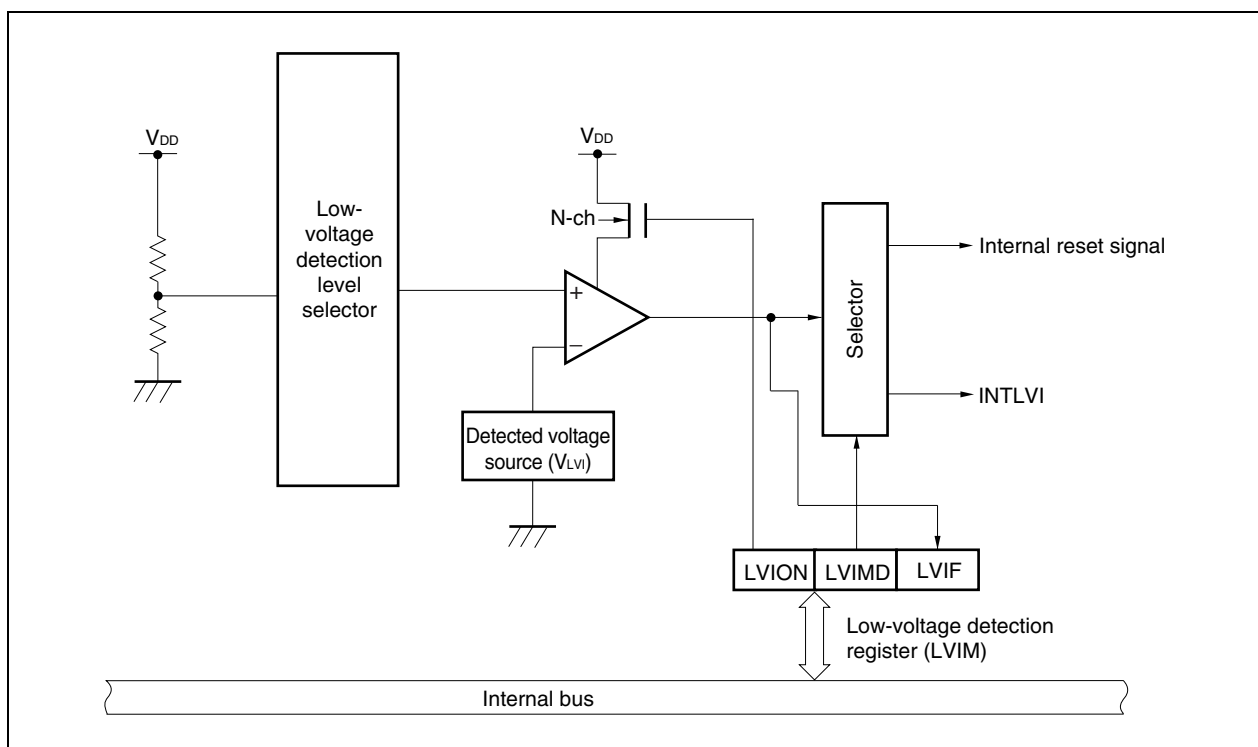 VDD
Low-
voltage
detection
level
selector
VDD
N-ch
+
−
Detected voltage
source (VLVI)
Selector
Internal reset signal
INTLVI
LVION LVIMD LVIF
Low-voltage detection
register (LVIM)
Internal bus